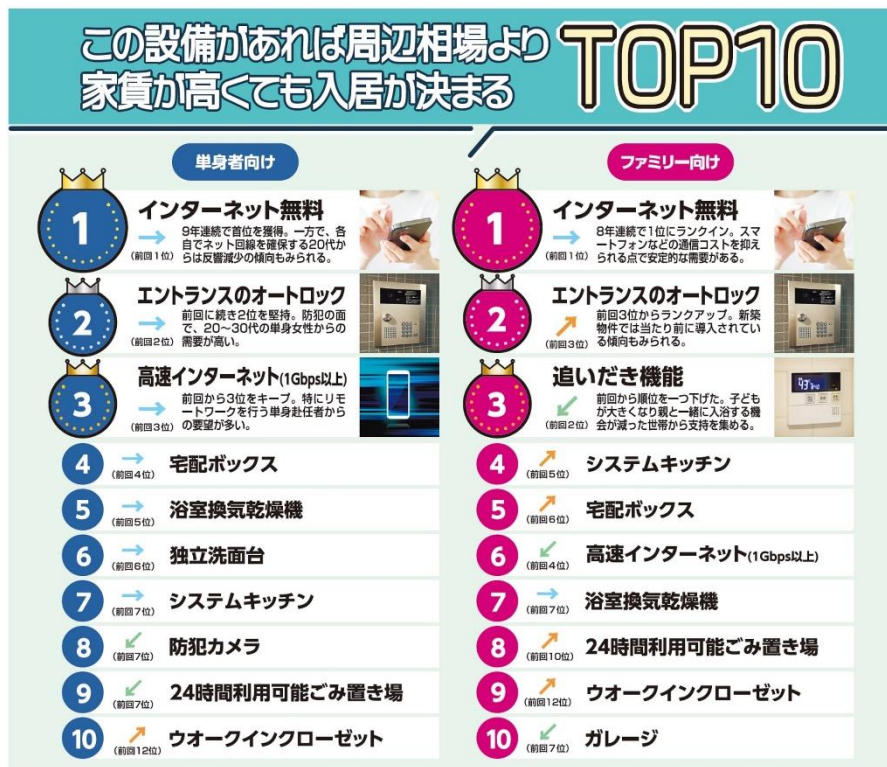 この設備があれば周辺相場より
家賃が高くても入居が決まる
TOP10
単身者向け
1
インターネット無料
→
(前回1位)
9年連続で首位を獲得。一方で、各
自でネット回線を確保する20代か
らは反響減少の傾向もみられる。
2
エントランスのオートロック
→
(前回2位)
前回に続き2位を堅持。防犯の面
で、20～30代の単身女性からの
需要が高い。
3
高速インターネット(1Gbps以上)
→
(前回3位)
前回から3位をキープ。特にリモ
ートワークを行う単身赴任者から
の要望が多い。
4
→
(前回4位)
宅配ボックス
5
→
(前回5位)
浴室換気乾燥機
6
→
(前回6位)
独立洗面台
7
→
(前回7位)
システムキッチン
8
↙
(前回7位)
防犯カメラ
9
↙
(前回7位)
24時間利用可能ごみ置き場
10
↗
(前回12位)
ウオークインクローゼット
ファミリー向け
1
インターネット無料
→
(前回1位)
8年連続で1位にランクイン。スマ
ートフォンなどの通信コストを抑え
られる点で安定的な需要がある。
2
エントランスのオートロック
↗
(前回3位)
前回3位からランクアップ。新築
物件では当たり前に導入されてい
る傾向もみられる。
3
追いだき機能
↙
(前回2位)
前回から順位を一つ下げた。子ども
が大きくなり親と一緒に入浴する機
会が減った世帯から支持を集める。
4
↗
(前回5位)
システムキッチン
5
↗
(前回6位)
宅配ボックス
6
↙
(前回4位)
高速インターネット(1Gbps以上)
7
→
(前回7位)
浴室換気乾燥機
8
↗
(前回10位)
24時間利用可能ごみ置き場
9
↗
(前回12位)
ウオークインクローゼット
10
↙
(前回7位)
ガレージ